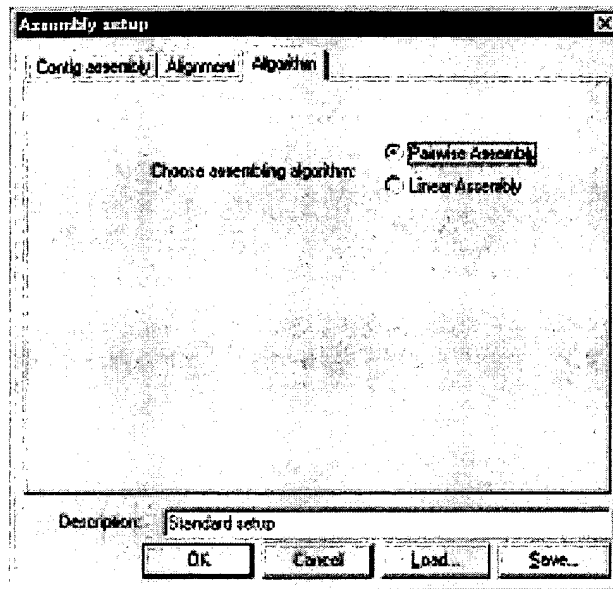 Assembly setup
Contig assembly Alignment Algorithm
Choose assembling algorithm:
Pairwise Assembly
Linear Assembly
Description: Standard setup
OK Cancel Load... Save...